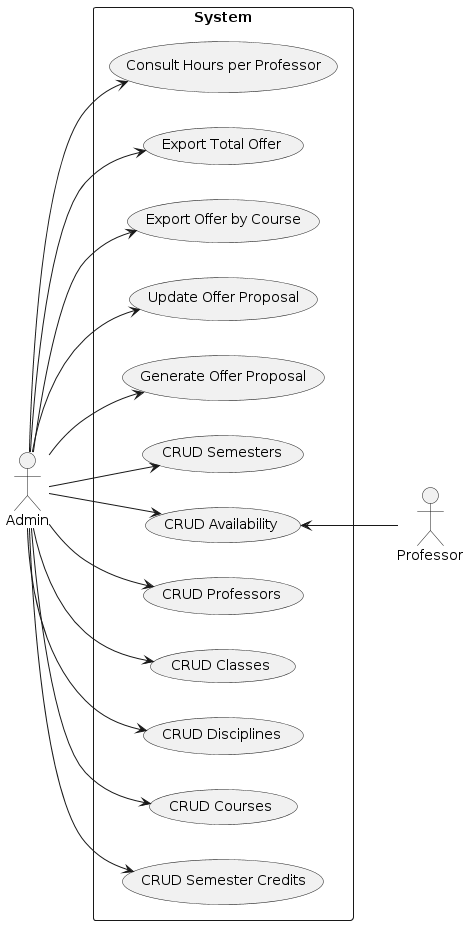 System
Consult Hours per Professor
Export Total Offer
Export Offer by Course
Update Offer Proposal
Generate Offer Proposal
CRUD Semesters
Admin
CRUD Availability
Professor
CRUD Professors
CRUD Classes
CRUD Disciplines
CRUD Courses
CRUD Semester Credits